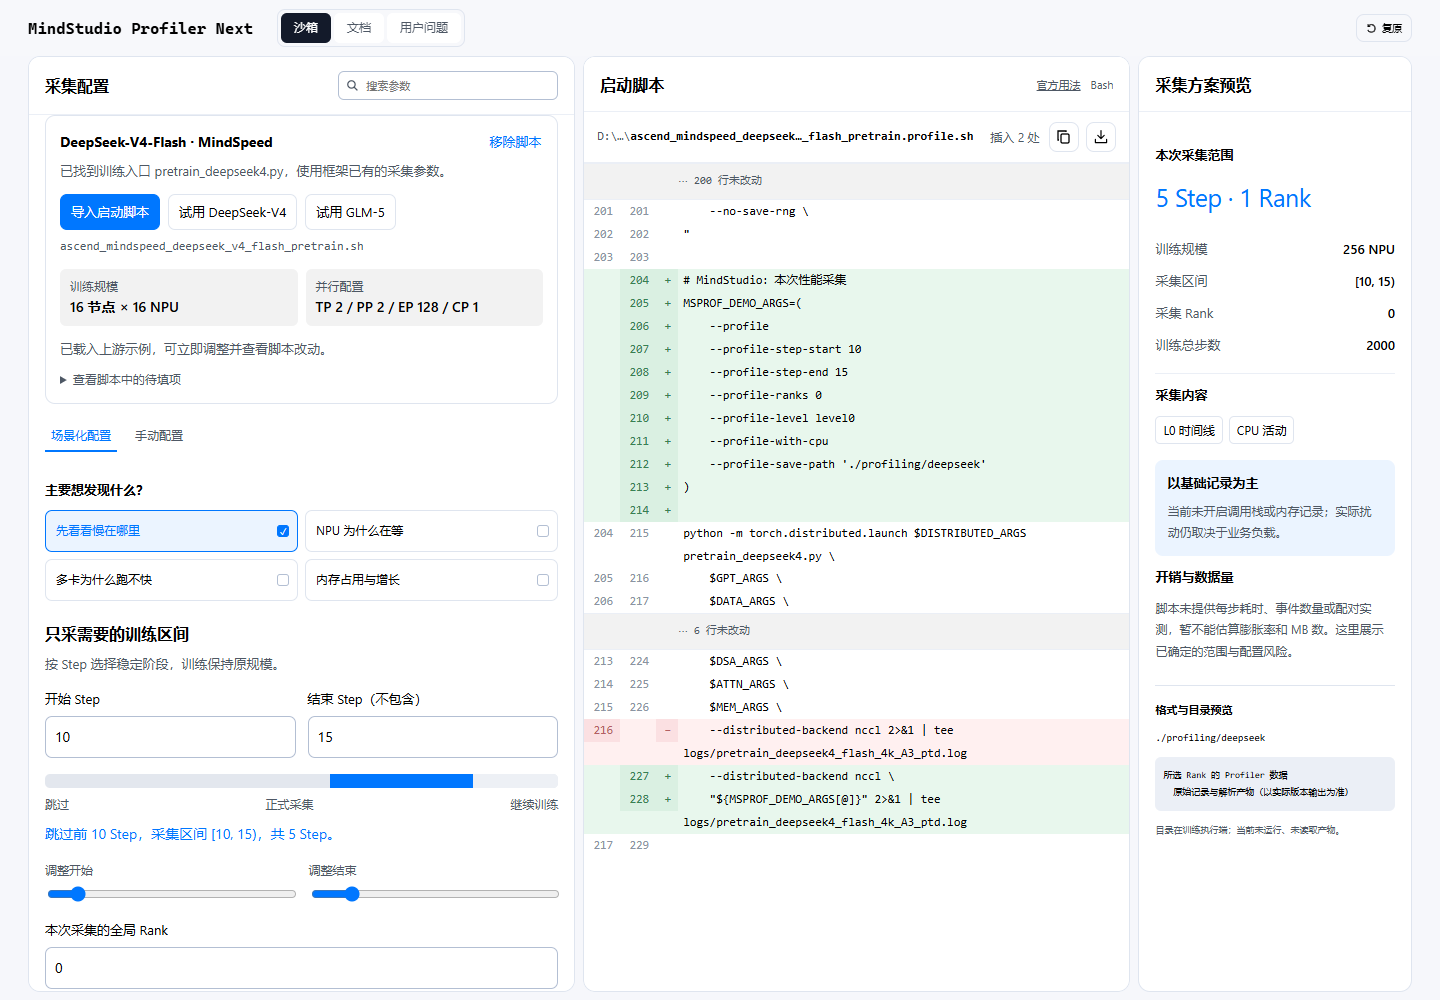 MindStudio Profiler Next
沙箱
文档
用户问题
复原
采集配置
搜索参数
DeepSeek-V4-Flash · MindSpeed
移除脚本
已找到训练入口 pretrain_deepseek4.py，使用框架已有的采集参数。
导入启动脚本
试用 DeepSeek-V4
试用 GLM-5
ascend_mindspeed_deepseek_v4_flash_pretrain.sh
训练规模
16 节点 × 16 NPU
并行配置
TP 2 / PP 2 / EP 128 / CP 1
已载入上游示例，可立即调整并查看脚本改动。
查看脚本中的待填项
场景化配置
手动配置
主要想发现什么？
先看看慢在哪里
NPU 为什么在等
多卡为什么跑不快
内存占用与增长
只采需要的训练区间
按 Step 选择稳定阶段，训练保持原规模。
开始 Step
结束 Step（不包含）
10
15
跳过
正式采集
继续训练
跳过前 10 Step，采集区间 [10, 15)，共 5 Step。
调整开始
调整结束
本次采集的全局 Rank
0
启动脚本
官方用法
Bash
D:\…\ascend_mindspeed_deepseek…_flash_pretrain.profile.sh
插入 2 处
··· 200 行未改动
201 201 --no-save-rng \
202 202 "
203 203
204 + # MindStudio: 本次性能采集
205 + MSPROF_DEMO_ARGS=(
206 + --profile
207 + --profile-step-start 10
208 + --profile-step-end 15
209 + --profile-ranks 0
210 + --profile-level level0
211 + --profile-with-cpu
212 + --profile-save-path './profiling/deepseek'
213 + )
214 +
204 215 python -m torch.distributed.launch $DISTRIBUTED_ARGS
pretrain_deepseek4.py \
205 216 $GPT_ARGS \
206 217 $DATA_ARGS \
··· 6 行未改动
213 224 $DSA_ARGS \
214 225 $ATTN_ARGS \
215 226 $MEM_ARGS \
216 − --distributed-backend nccl 2>&1 | tee
logs/pretrain_deepseek4_flash_4k_A3_ptd.log
227 + --distributed-backend nccl \
228 + "${MSPROF_DEMO_ARGS[@]}" 2>&1 | tee
logs/pretrain_deepseek4_flash_4k_A3_ptd.log
217 229
采集方案预览
本次采集范围
5 Step · 1 Rank
训练规模 256 NPU
采集区间 [10, 15)
采集 Rank 0
训练总步数 2000
采集内容
L0 时间线
CPU 活动
以基础记录为主
当前未开启调用栈或内存记录；实际扰
动仍取决于业务负载。
开销与数据量
脚本未提供每步耗时、事件数量或配对实
测，暂不能估算膨胀率和 MB 数。这里展示
已确定的范围与配置风险。
格式与目录预览
./profiling/deepseek
所选 Rank 的 Profiler 数据
原始记录与解析产物（以实际版本输出为准）
目录在训练执行端；当前未运行、未读取产物。